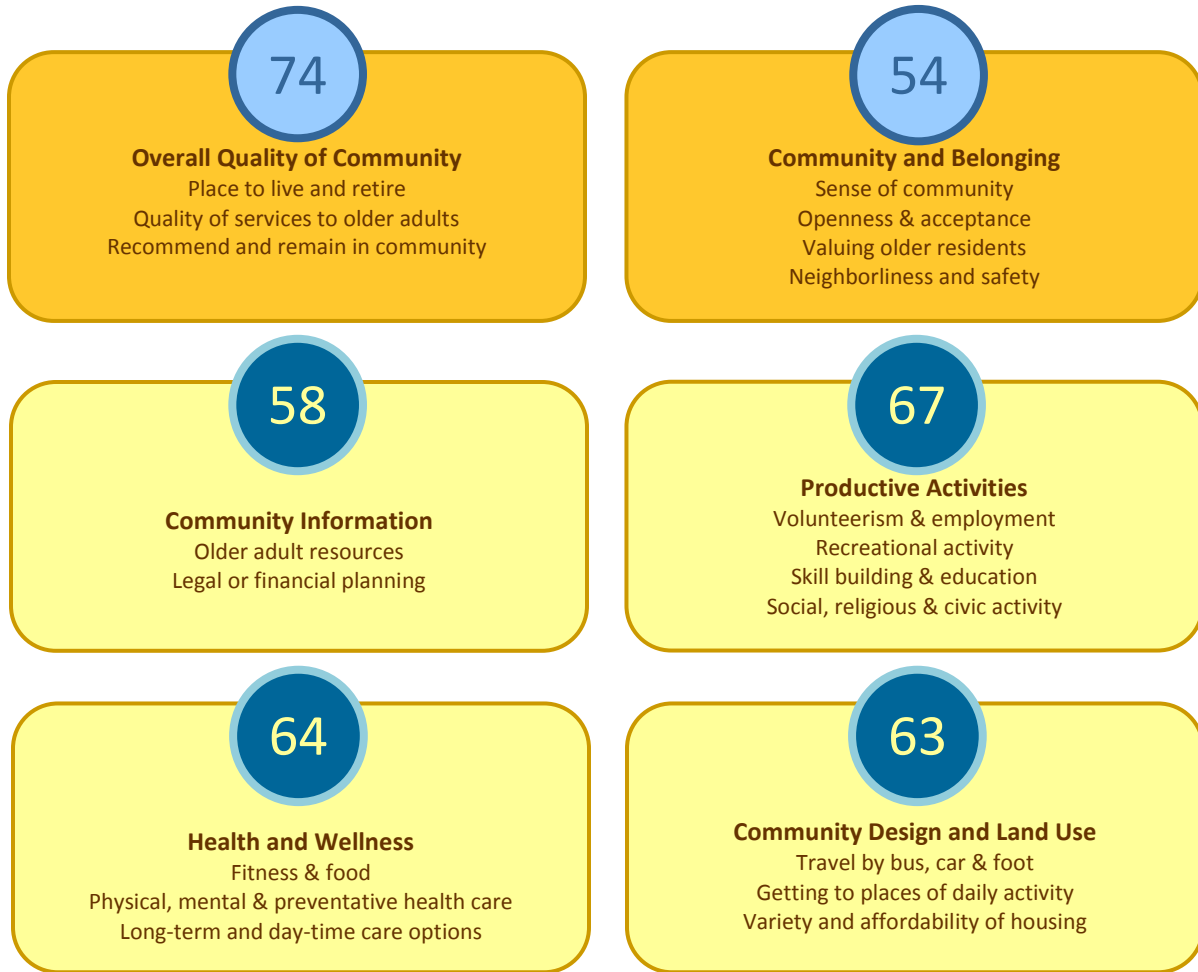 74
Overall Quality of Community
Place to live and retire
Quality of services to older adults
Recommend and remain in community
54
Community and Belonging
Sense of community
Openness & acceptance
Valuing older residents
Neighborliness and safety
58
Community Information
Older adult resources
Legal or financial planning
67
Productive Activities
Volunteerism & employment
Recreational activity
Skill building & education
Social, religious & civic activity
64
Health and Wellness
Fitness & food
Physical, mental & preventative health care
Long-term and day-time care options
63
Community Design and Land Use
Travel by bus, car & foot
Getting to places of daily activity
Variety and affordability of housing